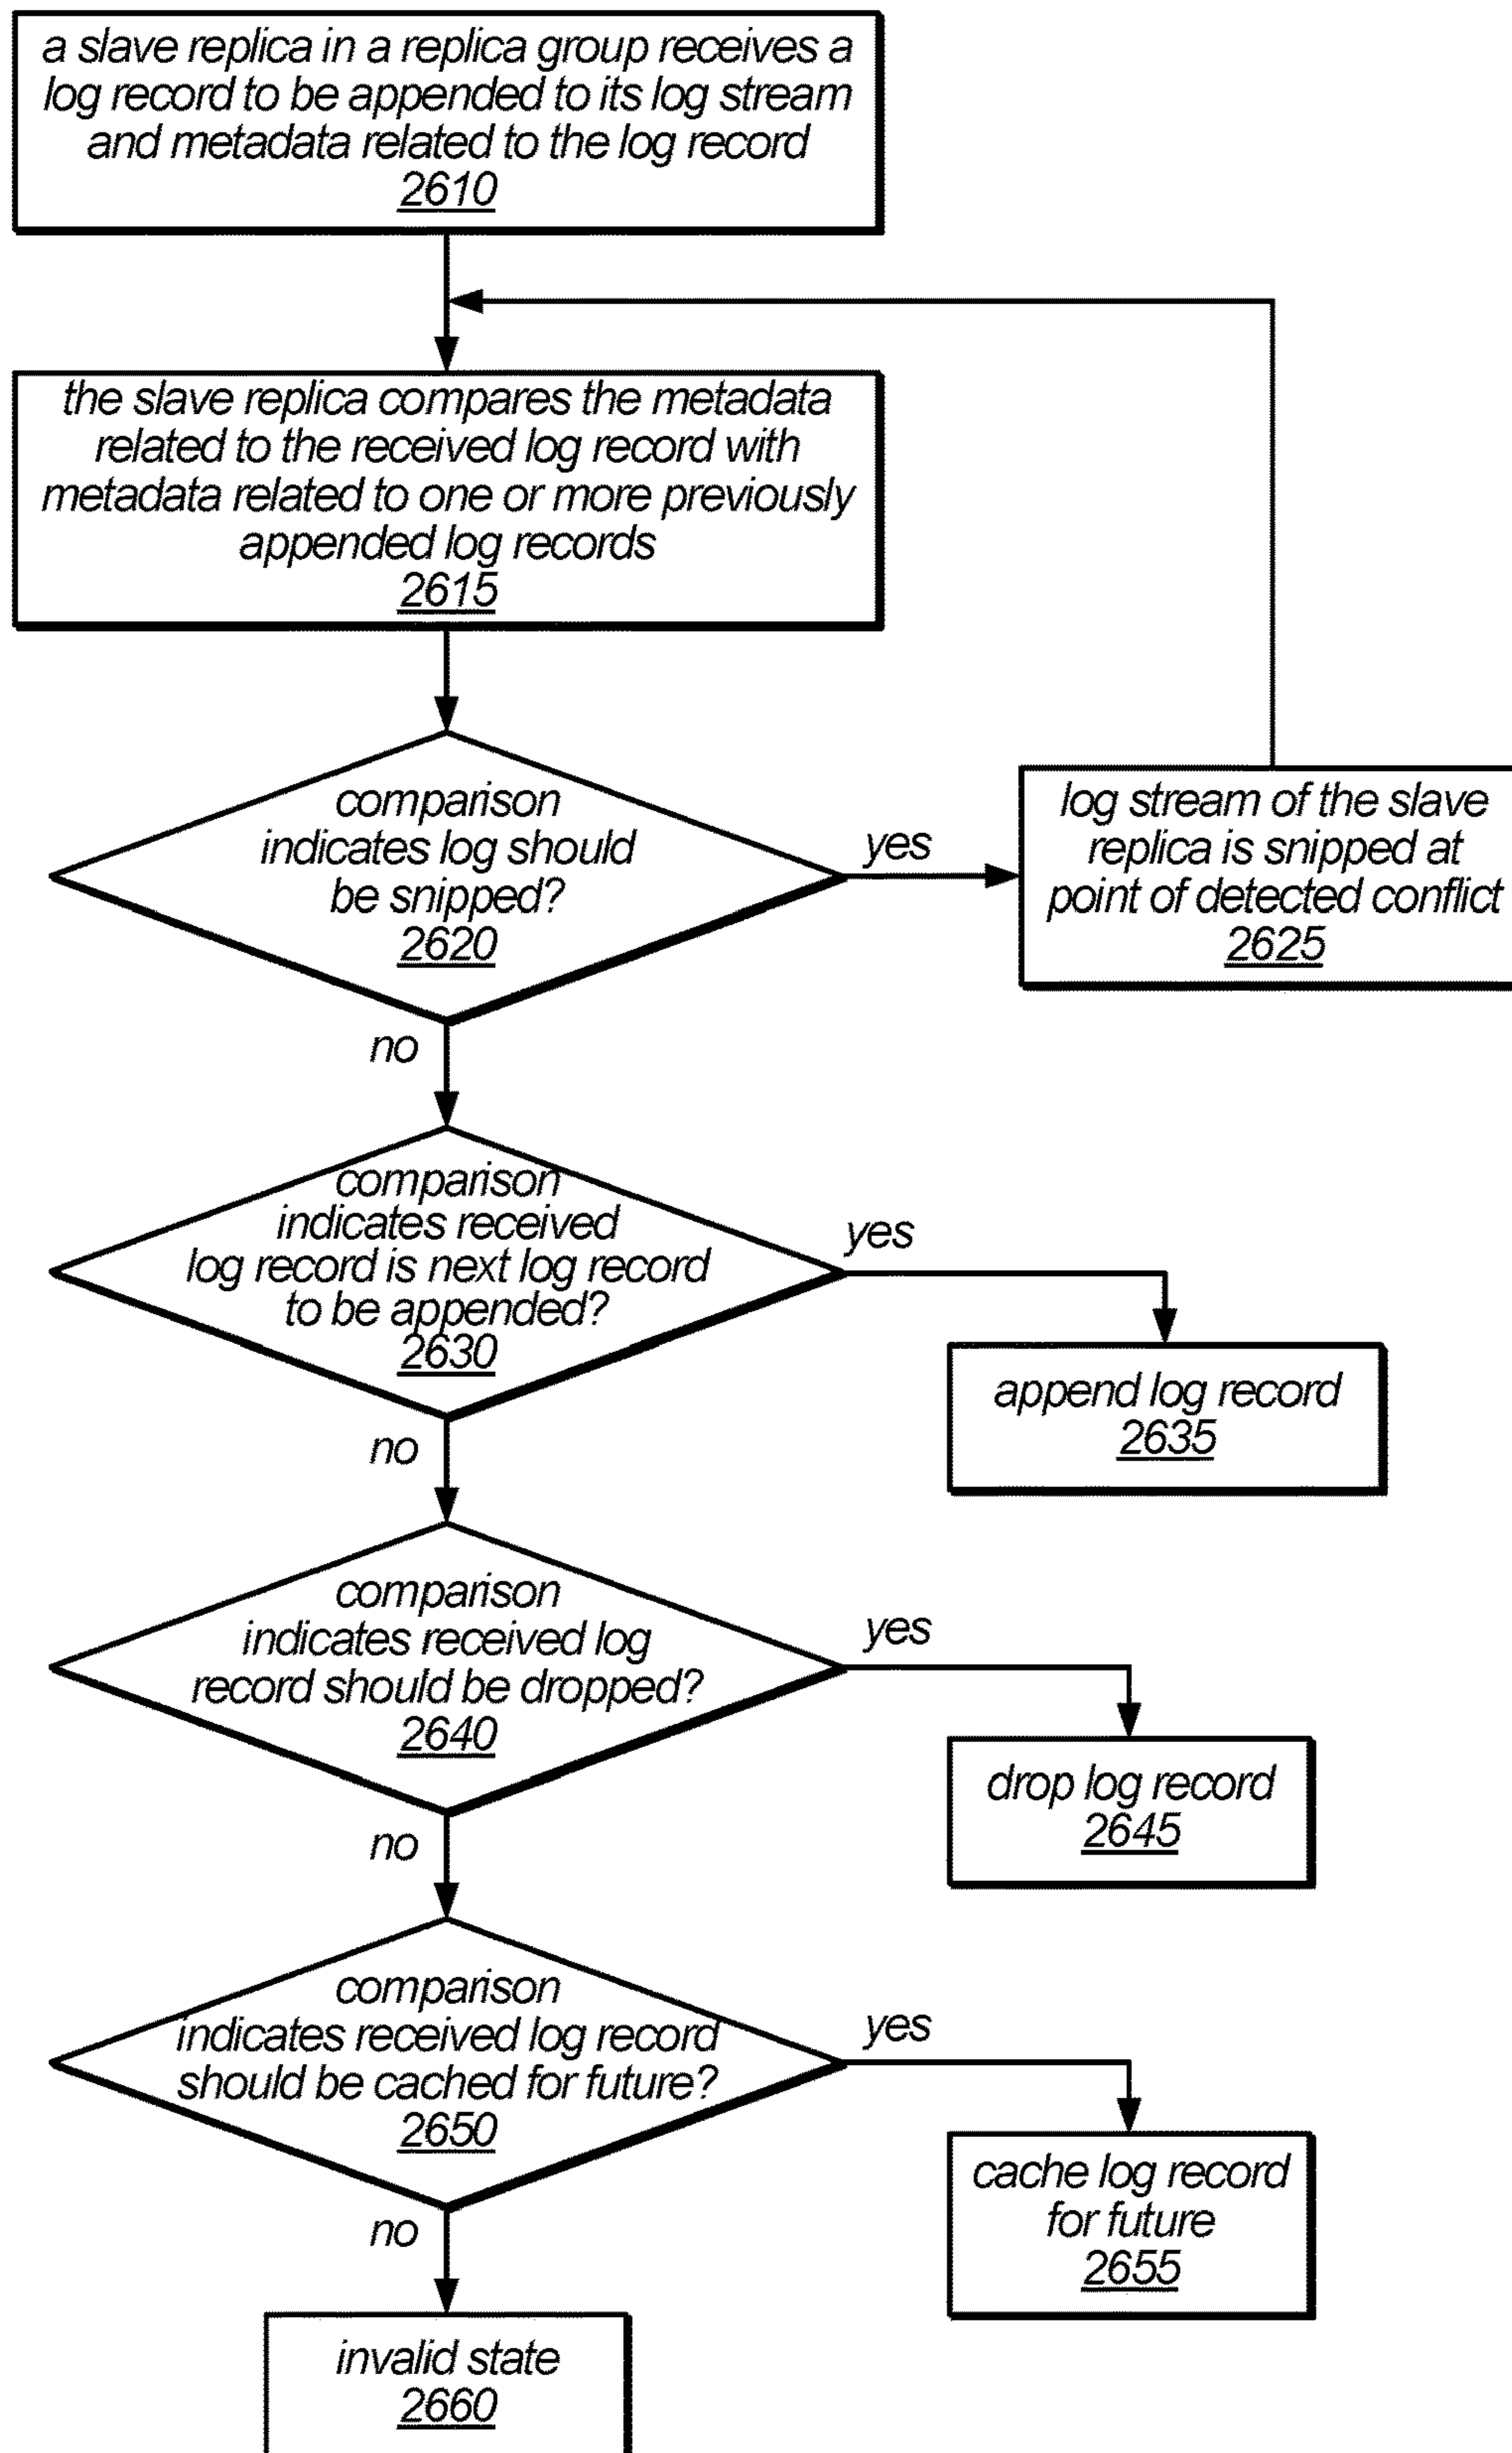 a slave replica in a replica group receives a
log record to be appended to its log stream
and metadata related to the log record
2610
the slave replica compares the metadata
related to the received log record with
metadata related to one or more previously
appended log records
2615
comparison
indicates log should
be snipped?
2620
yes
log stream of the slave
replica is snipped at
point of detected conflict
2625
no
comparison
indicates received
log record is next log record
to be appended?
2630
yes
append log record
2635
no
comparison
indicates received log
record should be dropped?
2640
yes
drop log record
2645
no
comparison
indicates received log record
should be cached for future?
2650
yes
cache log record
for future
2655
no
invalid state
2660